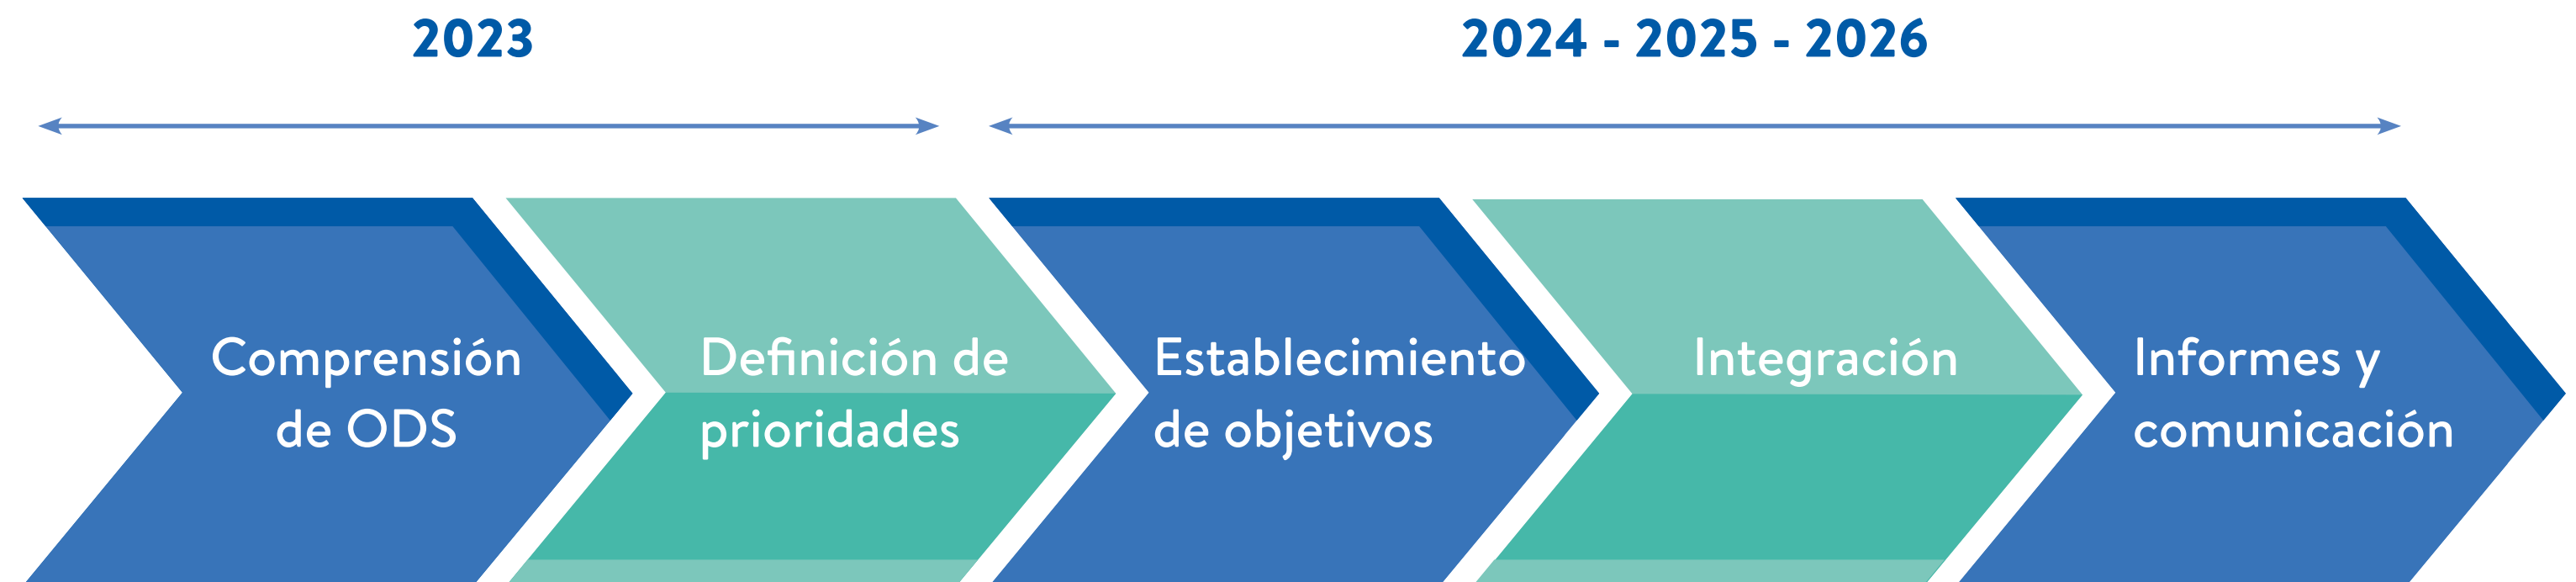 2023
2024 - 2025 - 2026
Comprensión
de ODS
Definición de
prioridades
Establecimiento
de objetivos
Integración
Informes y
comunicación